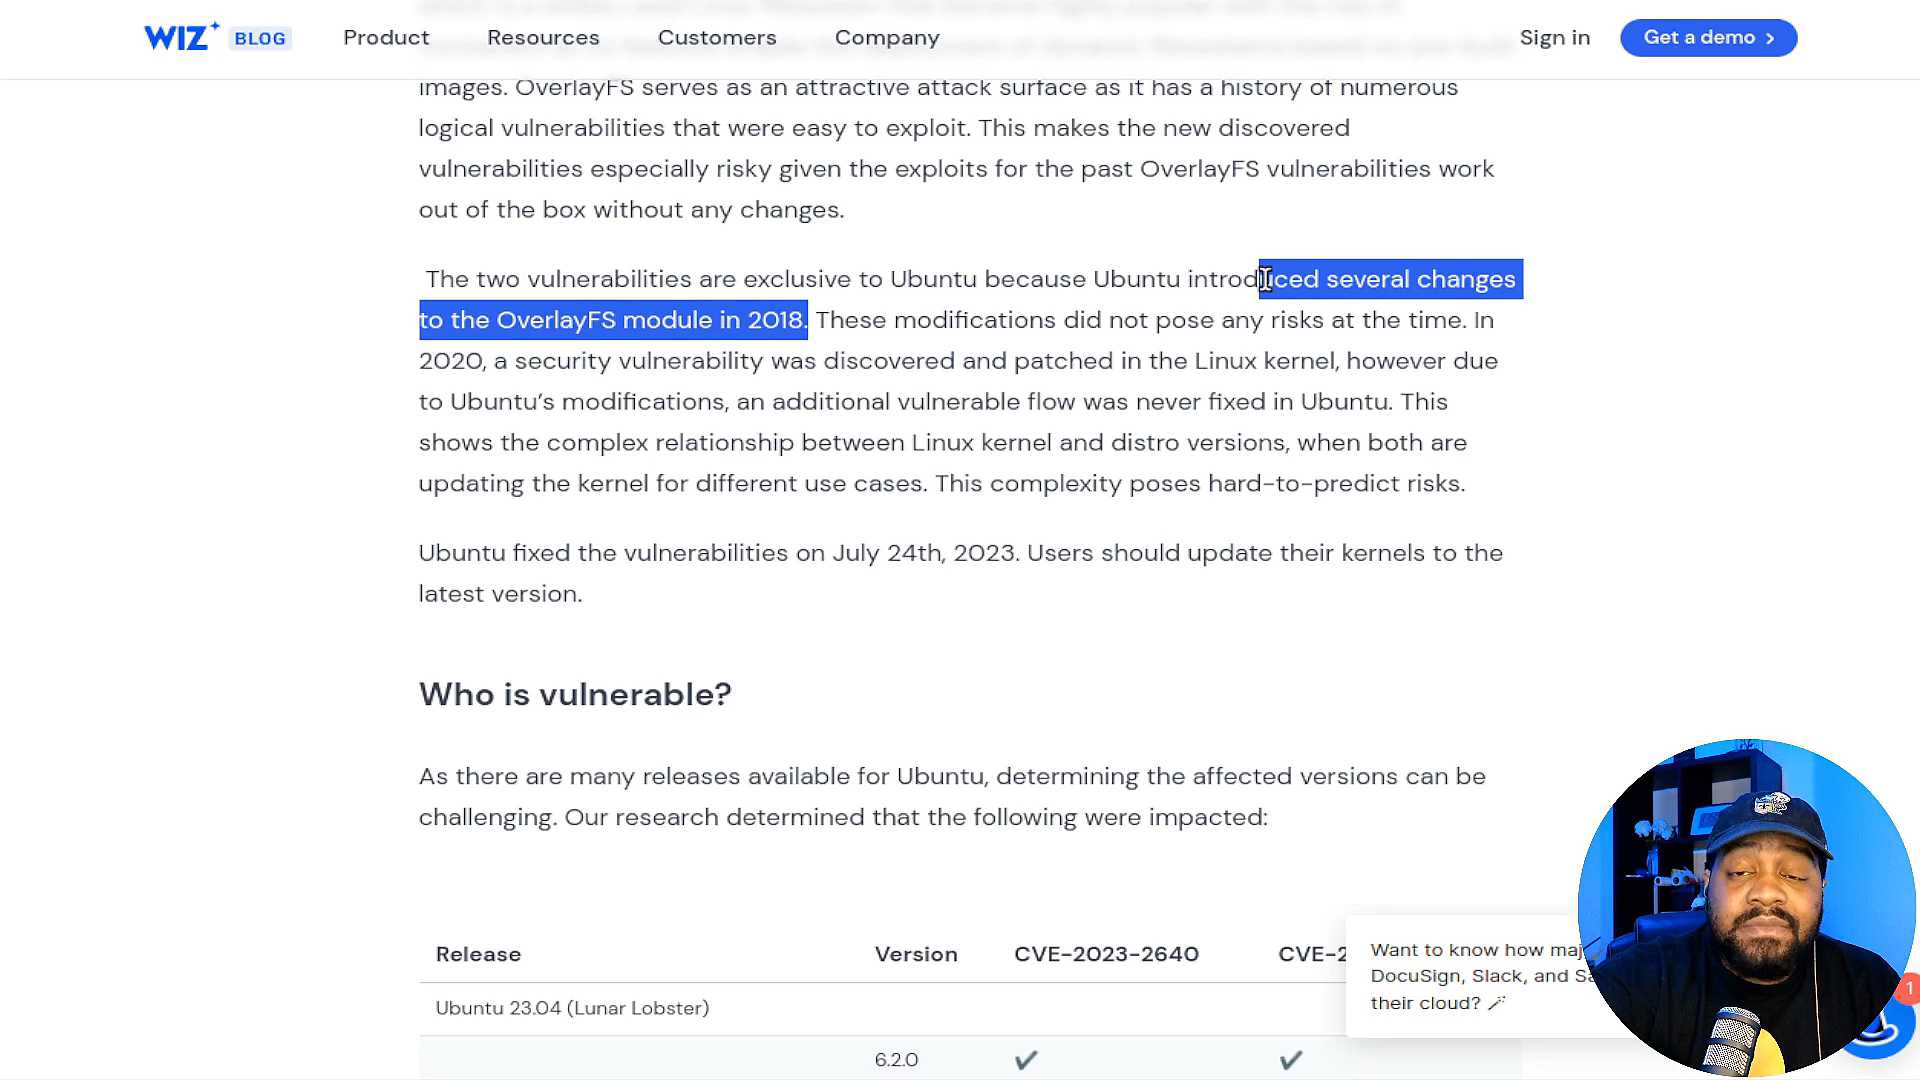 WIZ BLOG Product Resources Customers Company Sign in Get a demo
images. OverlayFS serves as an attractive attack surface as it has a history of numerous
logical vulnerabilities that were easy to exploit. This makes the new discovered
vulnerabilities especially risky given the exploits for the past OverlayFS vulnerabilities work
out of the box without any changes.
The two vulnerabilities are exclusive to Ubuntu because Ubuntu introduced several changes
to the OverlayFS module in 2018. These modifications did not pose any risks at the time. In
2020, a security vulnerability was discovered and patched in the Linux kernel, however due
to Ubuntu’s modifications, an additional vulnerable flow was never fixed in Ubuntu. This
shows the complex relationship between Linux kernel and distro versions, when both are
updating the kernel for different use cases. This complexity poses hard-to-predict risks.
Ubuntu fixed the vulnerabilities on July 24th, 2023. Users should update their kernels to the
latest version.
Who is vulnerable?
As there are many releases available for Ubuntu, determining the affected versions can be
challenging. Our research determined that the following were impacted:
Release Version CVE-2023-2640 CVE-2
Ubuntu 23.04 (Lunar Lobster)
6.2.0 ✔ ✔
Want to know how maj
DocuSign, Slack, and Sa
their cloud?
1